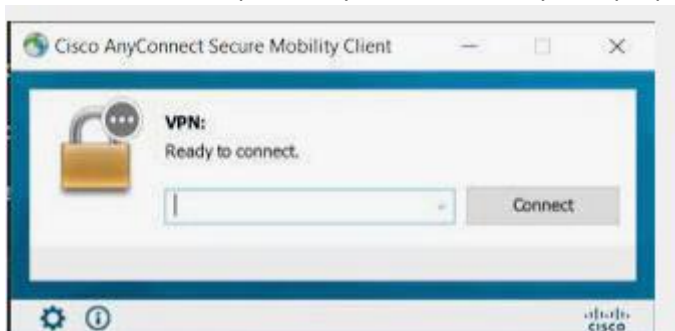 Cisco AnyConnect Secure Mobility Client
VPN:
Ready to connect.
Connect
cisco